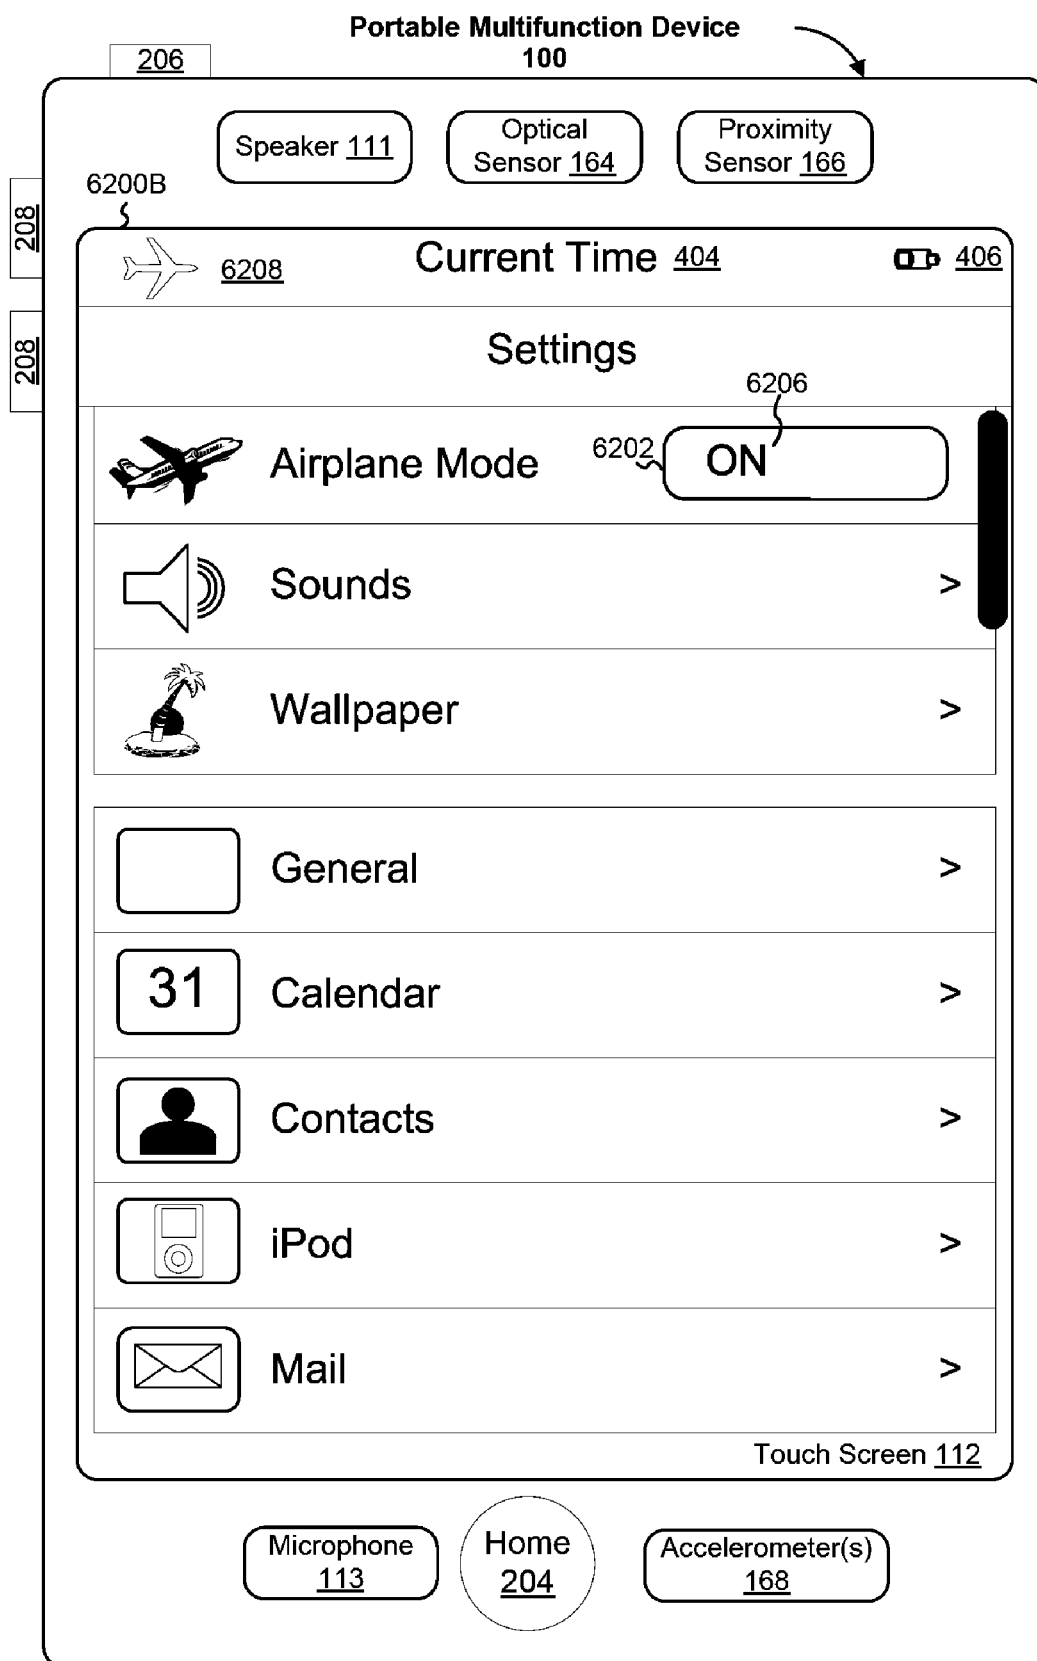 Portable Multifunction Device
100
206
Speaker 111
Optical
Sensor 164
Proximity
Sensor 166
6200B
208
208
6208
Current Time 404
406
Settings
6206
Airplane Mode
6202
ON
Sounds
>
Wallpaper
>
General
>
31
Calendar
>
Contacts
>
iPod
>
Mail
>
Touch Screen 112
Microphone
113
Home
204
Accelerometer(s)
168